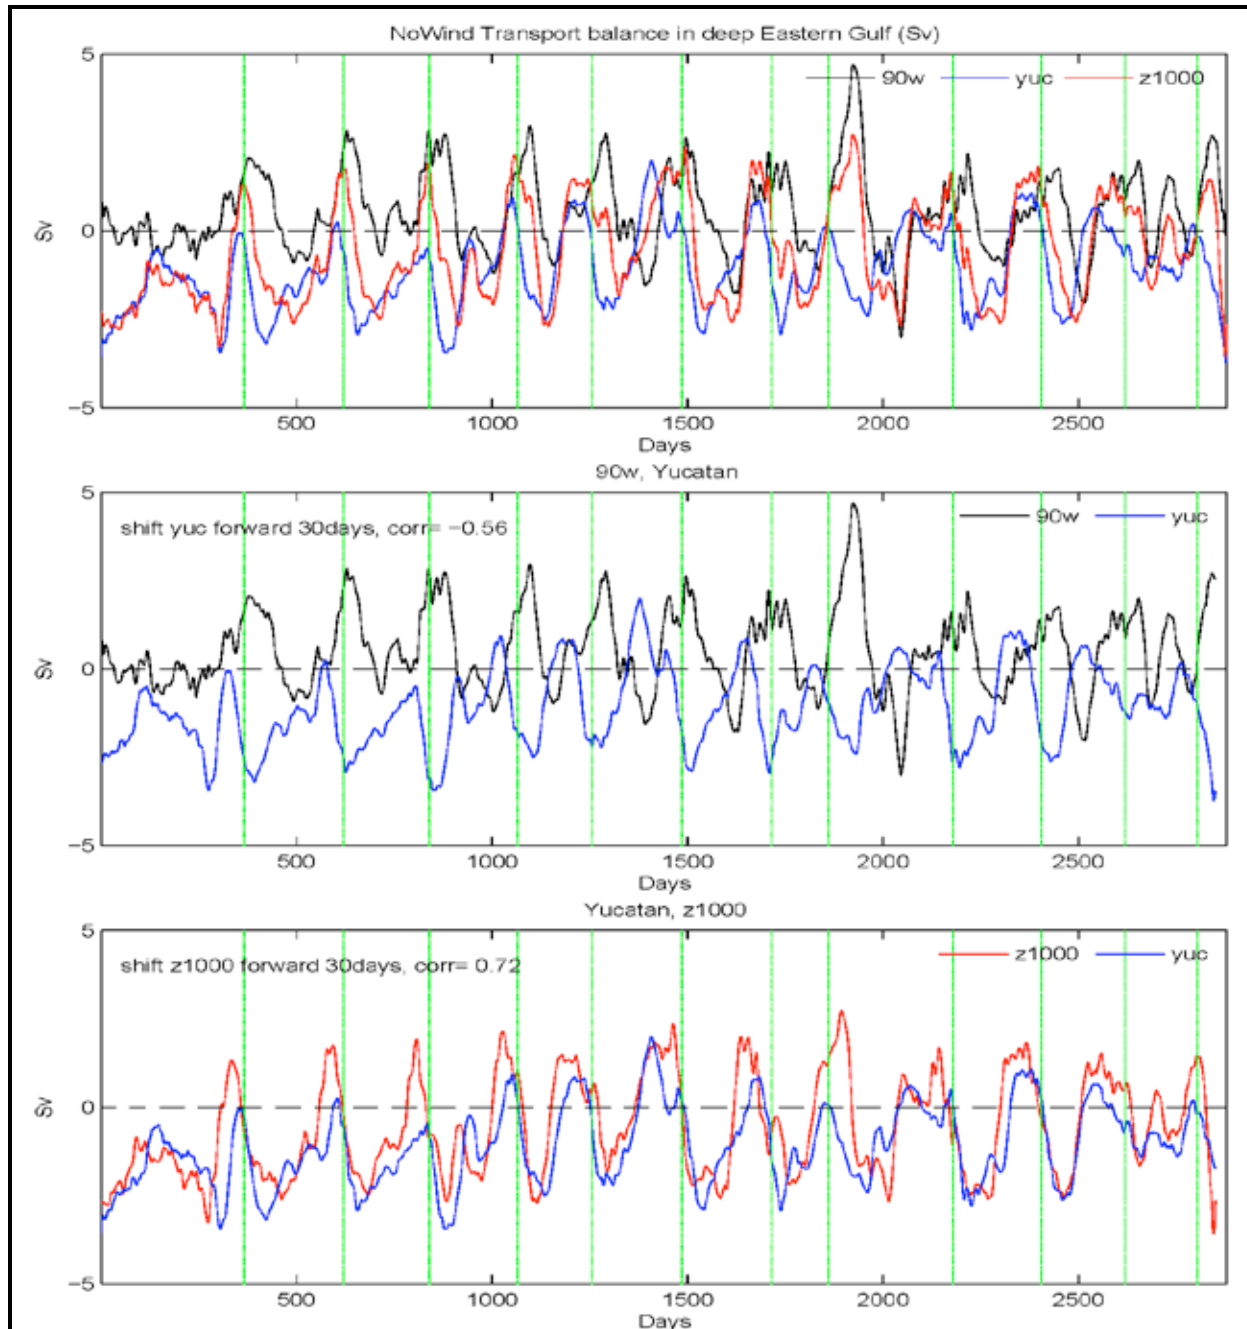 NoWind Transport balance in deep Eastern Gulf (Sv)
90w yuc z1000
5
0
−5
Sv
500 1000 1500 2000 2500
Days
90w, Yucatan
shift yuc forward 30days, corr= −0.56
90w yuc
5
0
−5
Sv
500 1000 1500 2000 2500
Days
Yucatan, z1000
shift z1000 forward 30days, corr= 0.72
z1000 yuc
5
0
−5
Sv
500 1000 1500 2000 2500
Days